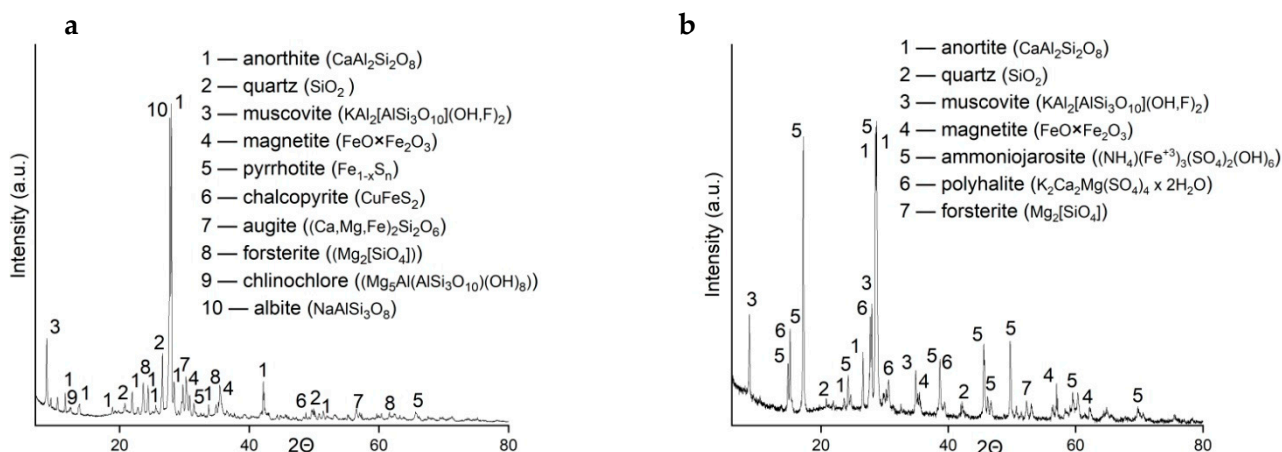 a
1 — anorthite (CaAl2Si2O8)
2 — quartz (SiO2)
3 — muscovite (KAl2[AlSi3O10](OH,F)2)
4 — magnetite (FeO×Fe2O3)
5 — pyrrhotite (Fe1-xSn)
6 — chalcopyrite (CuFeS2)
7 — augite ((Ca,Mg,Fe)2Si2O6)
8 — forsterite ((Mg2[SiO4]))
9 — chlinochlore ((Mg5Al(AlSi3O10)(OH)8)
10 — albite (NaAlSi3O8)
Intensity (a.u.)
10 1
3
1
9 1
1 2 1 8 1 1 2 1 7 4 5 1 8 4
1
6 2 1 7 8 5
20 40 60 80
2Θ
b
1 — anortite (CaAl2Si2O8)
2 — quartz (SiO2)
3 — muscovite (KAl2[AlSi3O10](OH,F)2)
4 — magnetite (FeO×Fe2O3)
5 — ammoniojarosite ((NH4)(Fe+3)3(SO4)2(OH)6)
6 — polyhalite (K2Ca2Mg(SO4)4 x 2H2O)
7 — forsterite (Mg2[SiO4])
Intensity (a.u.)
5
5
1 1
3
6
5
2 1 5 1
3
6
6
3 4
5 6
2
5 5
5
7 4 5 4 5
20 40 60 80
2Θ